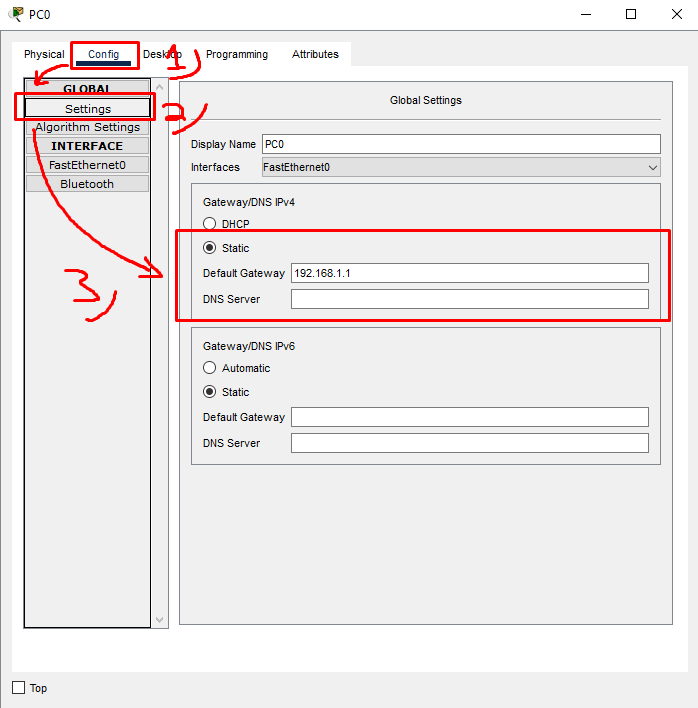 PC0
Physical Config Desktop Programming Attributes
1)
GLOBAL
Settings
2)
Algorithm Settings
INTERFACE
FastEthernet0
Bluetooth
3)
Global Settings
Display Name PC0
Interfaces FastEthernet0
Gateway/DNS IPv4
DHCP
Static
Default Gateway 192.168.1.1
DNS Server
Gateway/DNS IPv6
Automatic
Static
Default Gateway
DNS Server
Top